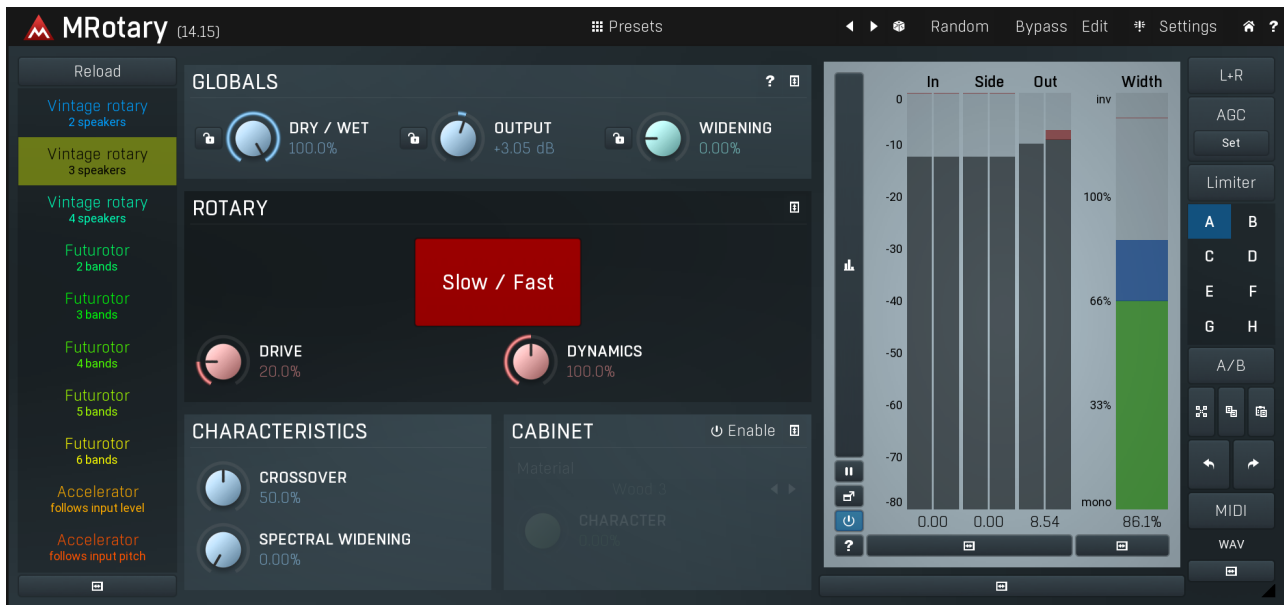 MRotary (14.15)
Presets
Random
Bypass
Edit
Settings
?
Reload
Vintage rotary
2 speakers
Vintage rotary
3 speakers
Vintage rotary
4 speakers
Futurotor
2 bands
Futurotor
3 bands
Futurotor
4 bands
Futurotor
5 bands
Futurotor
6 bands
Accelerator
follows input level
Accelerator
follows input pitch
GLOBALS
?
DRY / WET
100.0%
OUTPUT
+3.05 dB
WIDENING
0.00%
ROTARY
Slow / Fast
DRIVE
20.0%
DYNAMICS
100.0%
CHARACTERISTICS
CROSSOVER
50.0%
SPECTRAL WIDENING
0.00%
CABINET
Enable
Material
Wood 3
CHARACTER
0.00%
In Side Out Width
0 inv
-10
-20 100%
-30
-40 66%
-50
-60 33%
-70
-80 mono
0.00 0.00 8.54 86.1%
?
L+R
AGC
Set
Limiter
A B
C D
E F
G H
A/B
MIDI
WAV